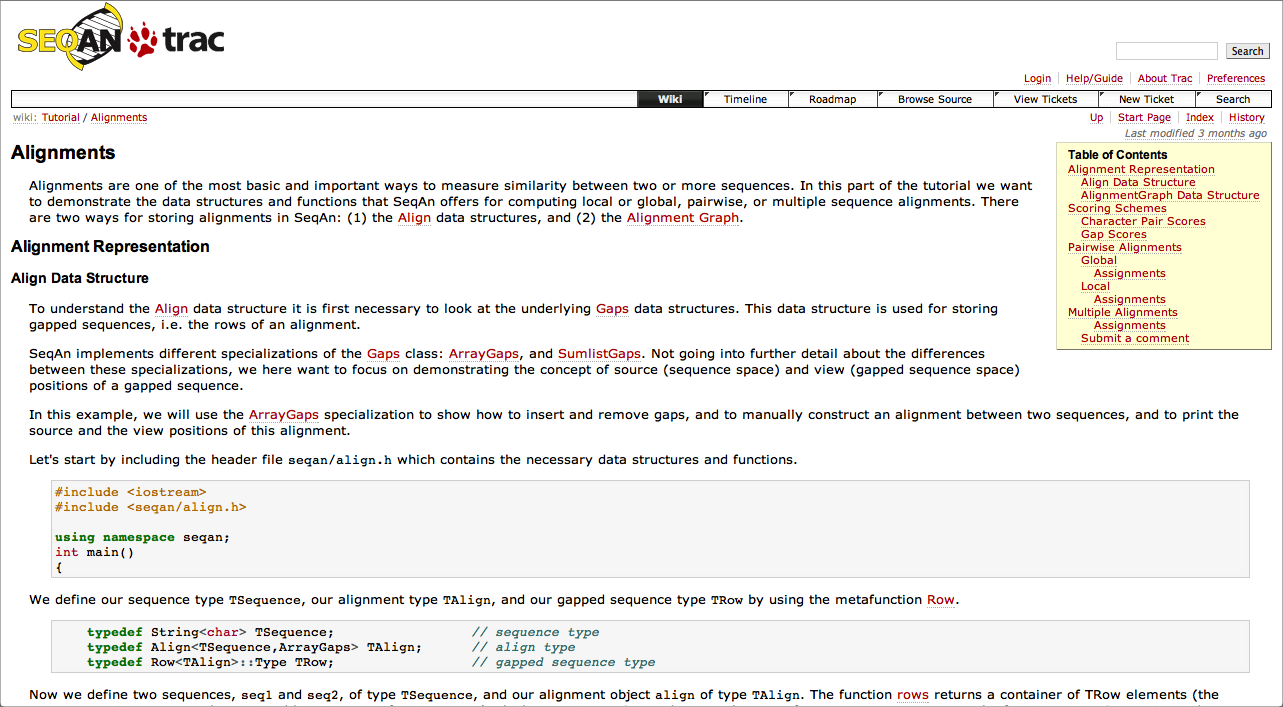 SEQAN trac
Search
Login Help/Guide About Trac Preferences
Wiki Timeline Roadmap Browse Source View Tickets New Ticket Search
wiki: Tutorial / Alignments
Up Start Page Index History
Last modified 3 months ago
Alignments
Alignments are one of the most basic and important ways to measure similarity between two or more sequences. In this part of the tutorial we want
to demonstrate the data structures and functions that SeqAn offers for computing local or global, pairwise, or multiple sequence alignments. There
are two ways for storing alignments in SeqAn: (1) the Align data structures, and (2) the Alignment Graph.
Table of Contents
Alignment Representation
Align Data Structure
AlignmentGraph Data Structure
Scoring Schemes
Character Pair Scores
Gap Scores
Pairwise Alignments
Global
Assignments
Local
Assignments
Multiple Alignments
Assignments
Submit a comment
Alignment Representation
Align Data Structure
To understand the Align data structure it is first necessary to look at the underlying Gaps data structures. This data structure is used for storing
gapped sequences, i.e. the rows of an alignment.
SeqAn implements different specializations of the Gaps class: ArrayGaps, and SumlistGaps. Not going into further detail about the differences
between these specializations, we here want to focus on demonstrating the concept of source (sequence space) and view (gapped sequence space)
positions of a gapped sequence.
In this example, we will use the ArrayGaps specialization to show how to insert and remove gaps, and to manually construct an alignment between two sequences, and to print the
source and the view positions of this alignment.
Let's start by including the header file seqan/align.h which contains the necessary data structures and functions.
#include <iostream>
#include <seqan/align.h>
using namespace seqan;
int main()
{
We define our sequence type TSequence, our alignment type TAlign, and our gapped sequence type TRow by using the metafunction Row.
typedef String<char> TSequence; // sequence type
typedef Align<TSequence,ArrayGaps> TAlign; // align type
typedef Row<TAlign>::Type TRow; // gapped sequence type
Now we define two sequences, seq1 and seq2, of type TSequence, and our alignment object align of type TAlign. The function rows returns a container of TRow elements (the